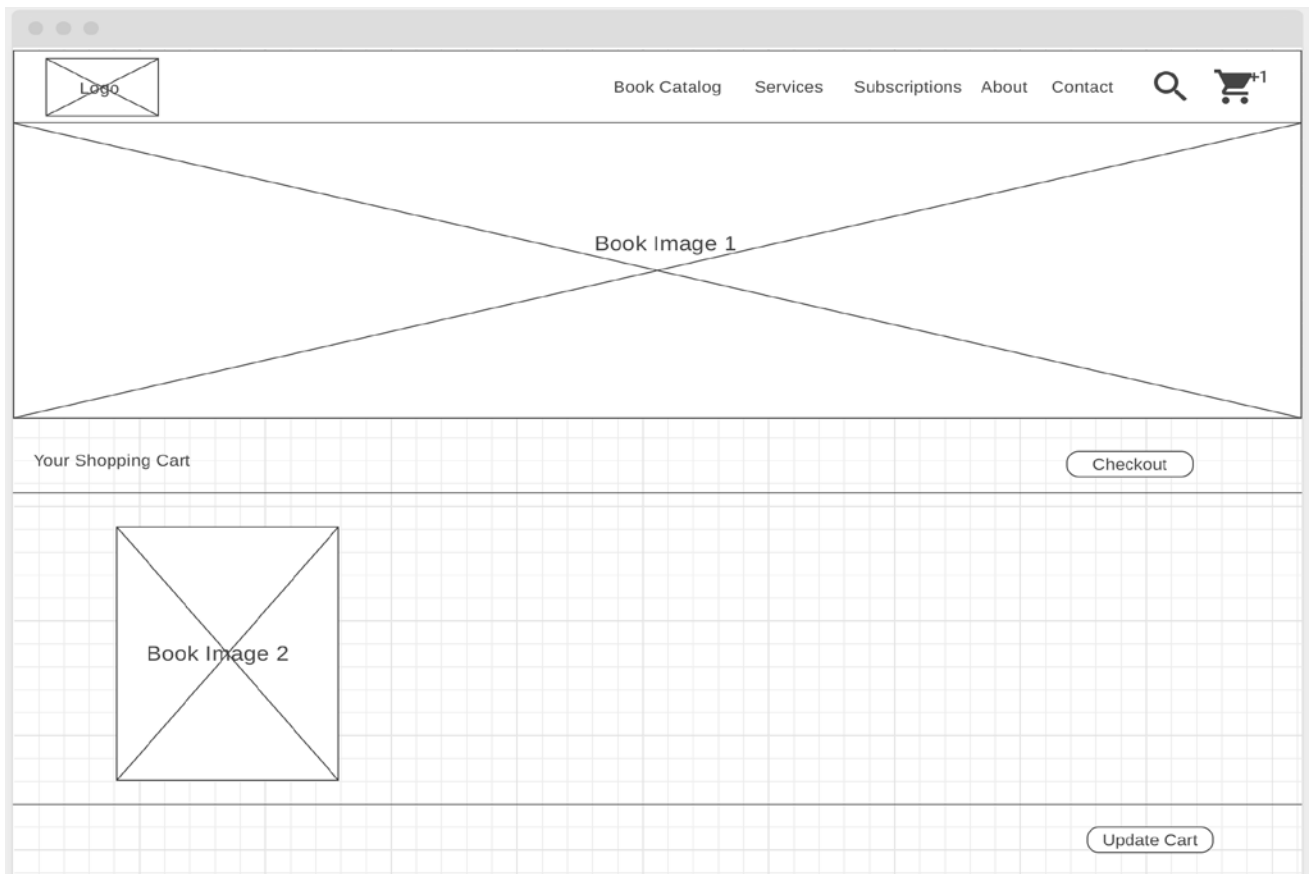 Logo
Book Catalog Services Subscriptions About Contact +1
Book Image 1
Your Shopping Cart
Checkout
Book Image 2
Update Cart